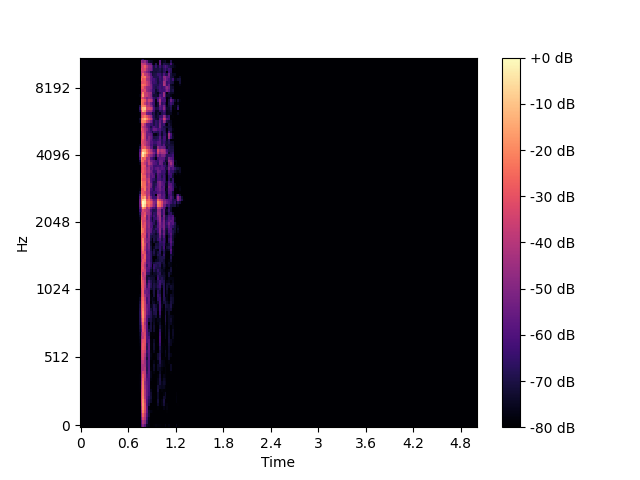 +0 dB
8192
-10 dB
4096
-20 dB
-30 dB
2048
-40 dB
Hz
1024
-50 dB
512
-60 dB
-70 dB
0
-80 dB
0 0.6 1.2 1.8 2.4 3 3.6 4.2 4.8
Time